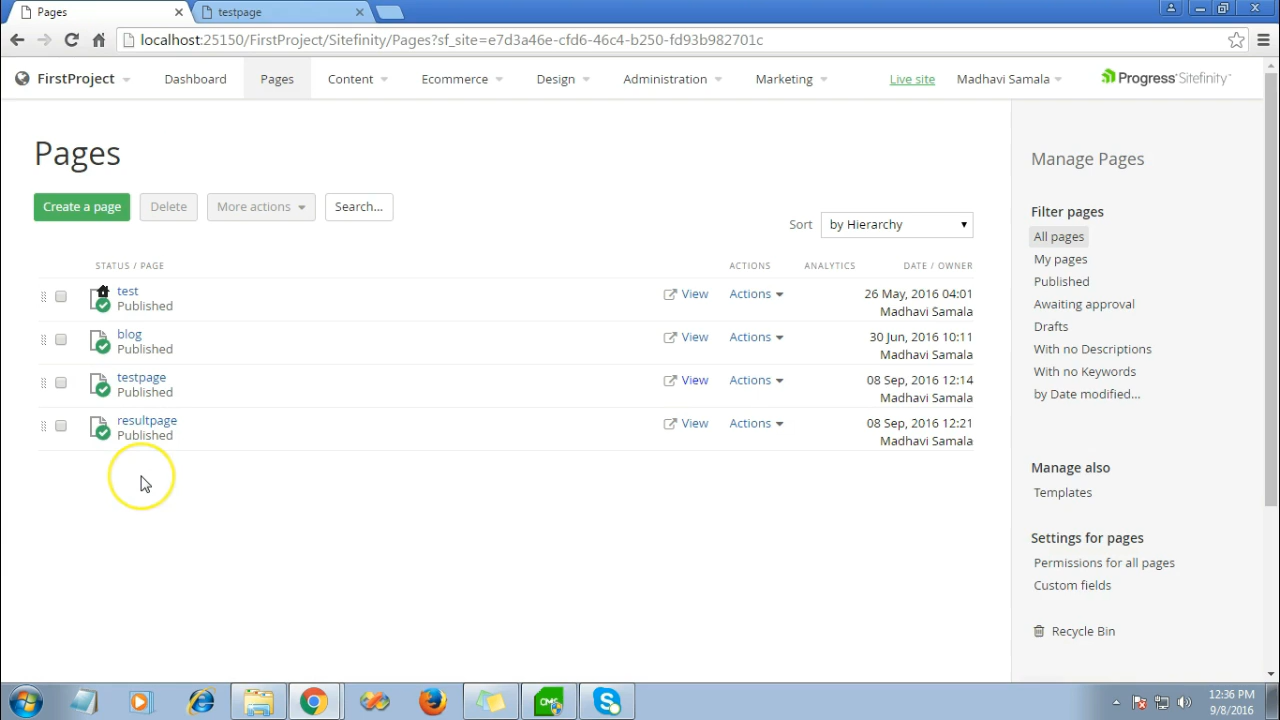 Pages
testpage
localhost:25150/FirstProject/Sitefinity/Pages?sf_site=e7d3a46e-cfd6-46c4-b250-fd93b982701c
FirstProject Dashboard Pages Content Ecommerce Design Administration Marketing Live site Madhavi Samala Progress Sitefinity
Pages
Create a page Delete More actions Search...
Sort by Hierarchy
STATUS / PAGE ACTIONS ANALYTICS DATE / OWNER
test View Actions 26 May, 2016 04:01
Published Madhavi Samala
blog View Actions 30 Jun, 2016 10:11
Published Madhavi Samala
testpage View Actions 08 Sep, 2016 12:14
Published Madhavi Samala
resultpage View Actions 08 Sep, 2016 12:21
Published Madhavi Samala
Manage Pages
Filter pages
All pages
My pages
Published
Awaiting approval
Drafts
With no Descriptions
With no Keywords
by Date modified...
Manage also
Templates
Settings for pages
Permissions for all pages
Custom fields
Recycle Bin
CMS
12:36 PM
9/8/2016